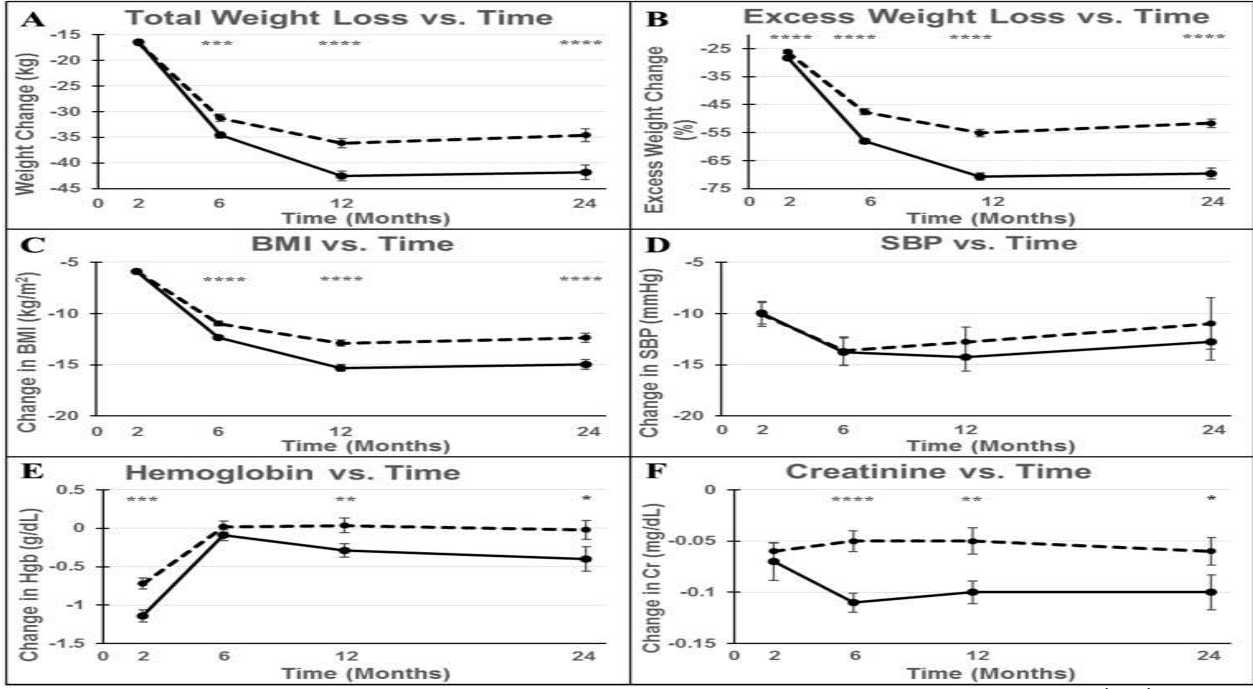 A Total Weight Loss vs. Time
*** **** ****
Weight Change (kg)
-15
-20
-25
-30
-35
-40
-45
0 2 6 12 24
Time (Months)
B Excess Weight Loss vs. Time
**** **** **** ****
Excess Weight Change
(%)
-25
-35
-45
-55
-65
-75
0 2 6 12 24
Time (Months)
C BMI vs. Time
**** **** ****
Change in BMI (kg/m²)
-5
-10
-15
-20
0 2 6 12 24
Time (Months)
D SBP vs. Time
Change in SBP (mmHg)
-5
-10
-15
-20
0 2 6 12 24
Time (Months)
E Hemoglobin vs. Time
*** ** *
Change in Hgb (g/dL)
0.5
0
-0.5
-1
-1.5
0 2 6 12 24
Time (Months)
F Creatinine vs. Time
**** ** *
Change in Cr (mg/dL)
0
-0.05
-0.1
-0.15
0 2 6 12 24
Time (Months)